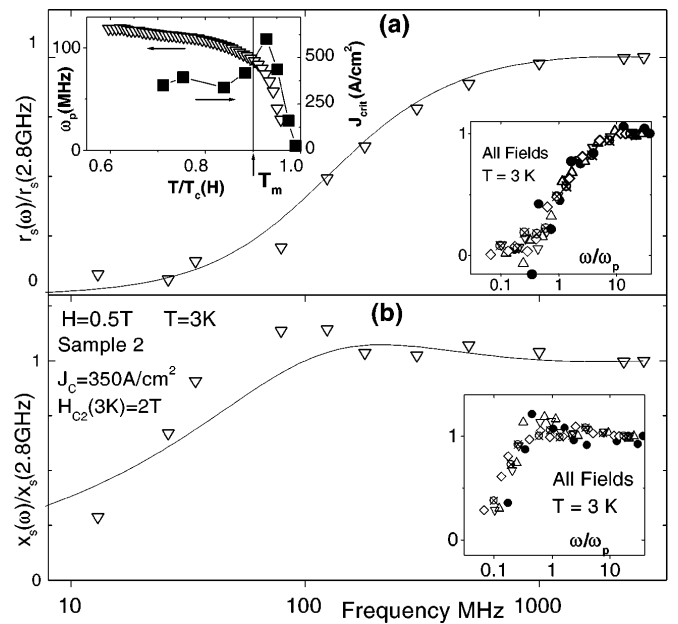 (a)
1
0
r_s(ω)/r_s(2.8GHz)
100
0
ω_p(MHz)
500
250
0
J_crit(A/cm²)
0.6
0.8
1.0
T/T_c(H)
T_m
1
0
All Fields
T = 3 K
0.1
1
10
ω/ω_p
(b)
H=0.5T T=3K
Sample 2
J_C=350A/cm²
H_C2(3K)=2T
1
0
x_s(ω)/x_s(2.8GHz)
1
0
All Fields
T = 3 K
ω/ω_p
0.1
1
10
10
100
1000
Frequency MHz